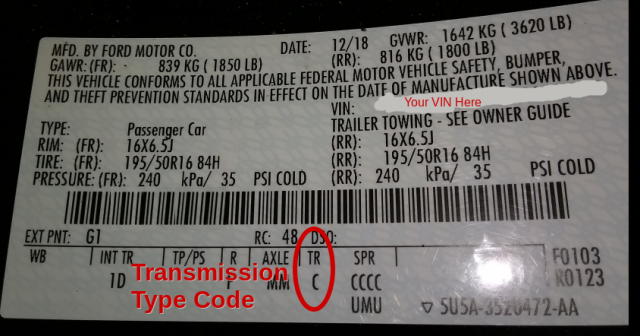 MFD. BY FORD MOTOR CO. DATE: 12/18 GVWR: 1642 KG ( 3620 LB)
GAWR: (FR): 839 KG ( 1850 LB) (RR): 816 KG ( 1800 LB)
THIS VEHICLE CONFORMS TO ALL APPLICABLE FEDERAL MOTOR VEHICLE SAFETY, BUMPER,
AND THEFT PREVENTION STANDARDS IN EFFECT ON THE DATE OF MANUFACTURE SHOWN ABOVE.
VIN: Your VIN Here
TYPE: Passenger Car TRAILER TOWING - SEE OWNER GUIDE
RIM: (FR): 16X6.5J (RR): 16X6.5J
TIRE: (FR): 195/50R16 84H (RR): 195/50R16 84H
PRESSURE: (FR): 240 kPa/ 35 PSI COLD (RR): 240 kPa/ 35 PSI COLD
EXT PNT: G1 RC: 48 DSO:
WB INT TR TP/PS R AXLE TR SPR F0103
1D F MM C CCCC R0123
Transmission
Type Code
UMU ▽ 5U5A-3520472-AA